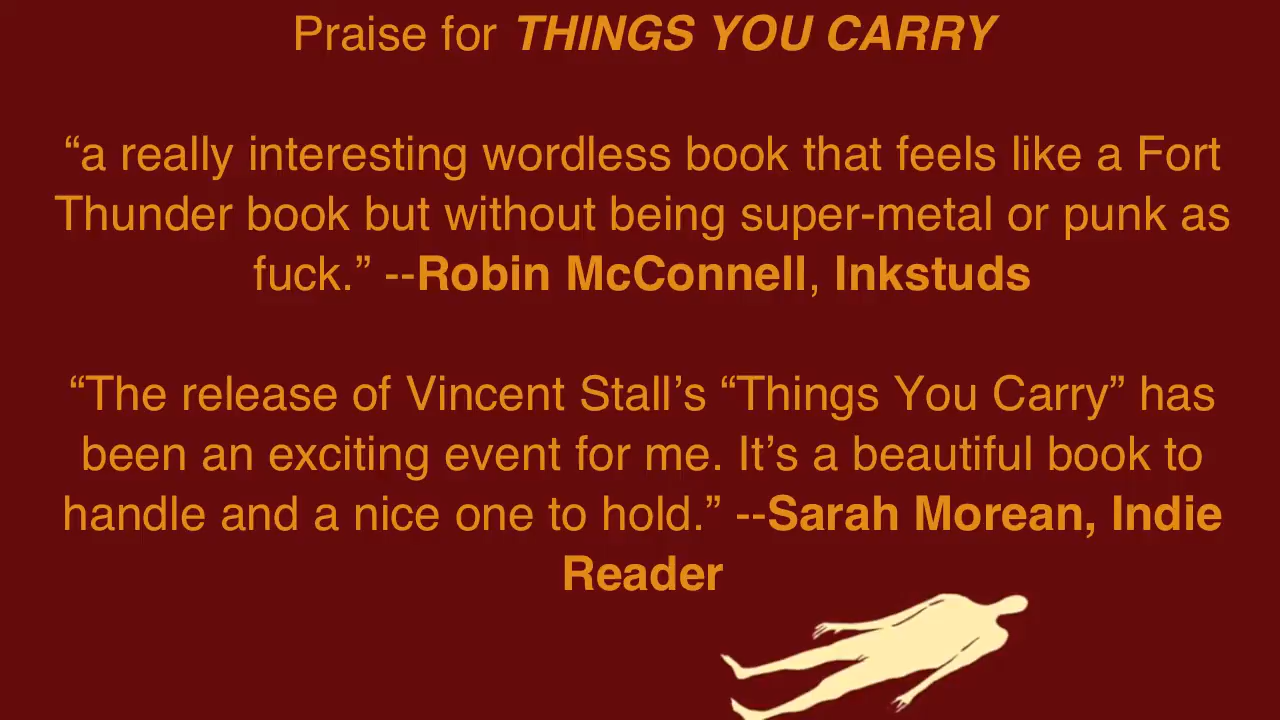 Praise for THINGS YOU CARRY
“a really interesting wordless book that feels like a Fort
Thunder book but without being super-metal or punk as
fuck.” --Robin McConnell, Inkstuds
“The release of Vincent Stall’s “Things You Carry” has
been an exciting event for me. It’s a beautiful book to
handle and a nice one to hold.” --Sarah Morean, Indie
Reader